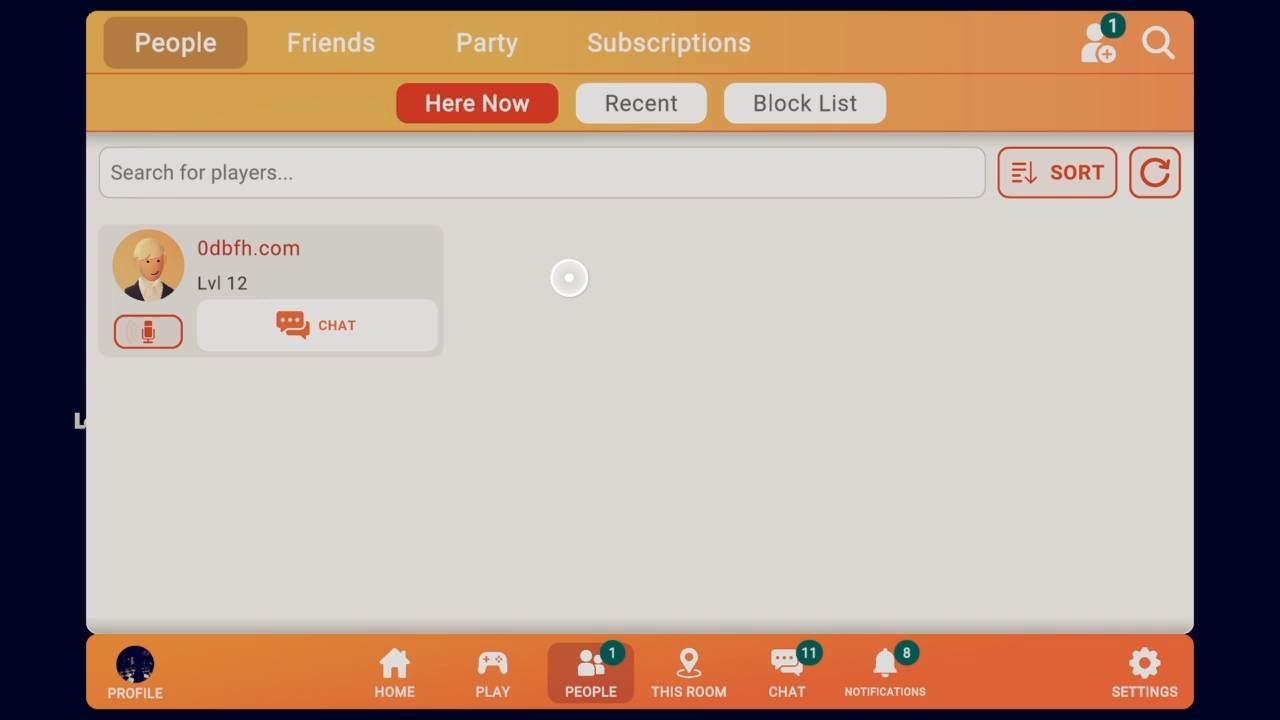 People Friends Party Subscriptions 1
Here Now Recent Block List
Search for players... SORT
0dbfh.com
Lvl 12
CHAT
PROFILE HOME PLAY PEOPLE 1 THIS ROOM CHAT 11 NOTIFICATIONS 8 SETTINGS